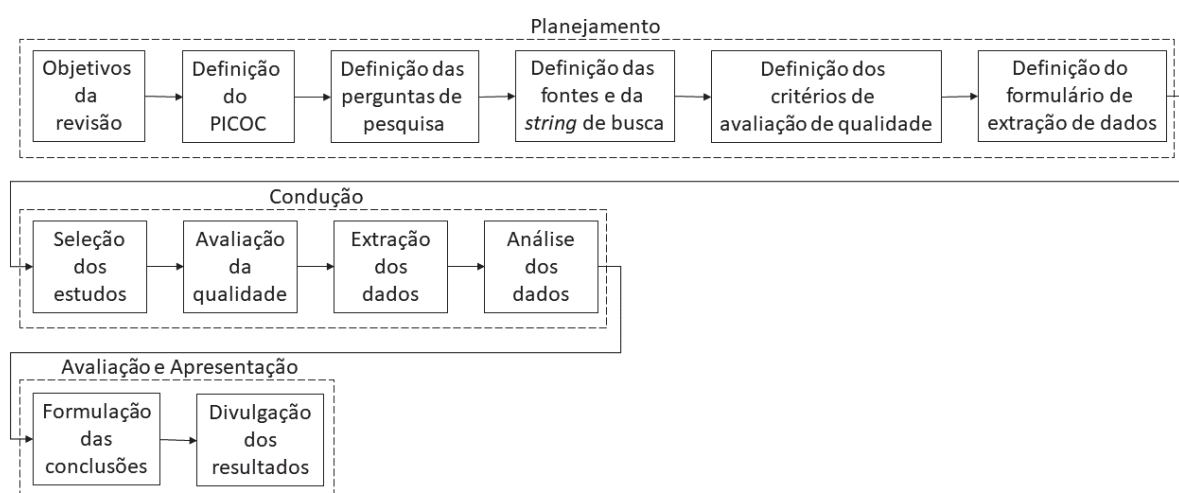 Planejamento
Objetivos
da
revisão
Definição
do
PICOC
Definição das
perguntas de
pesquisa
Definição das
fontes e da
string de busca
Definição dos
critérios de
avaliação de qualidade
Definição do
formulário de
extração de dados
Condução
Seleção
dos
estudos
Avaliação
da
qualidade
Extração
dos
dados
Análise
dos
dados
Avaliação e Apresentação
Formulação
das
conclusões
Divulgação
dos
resultados